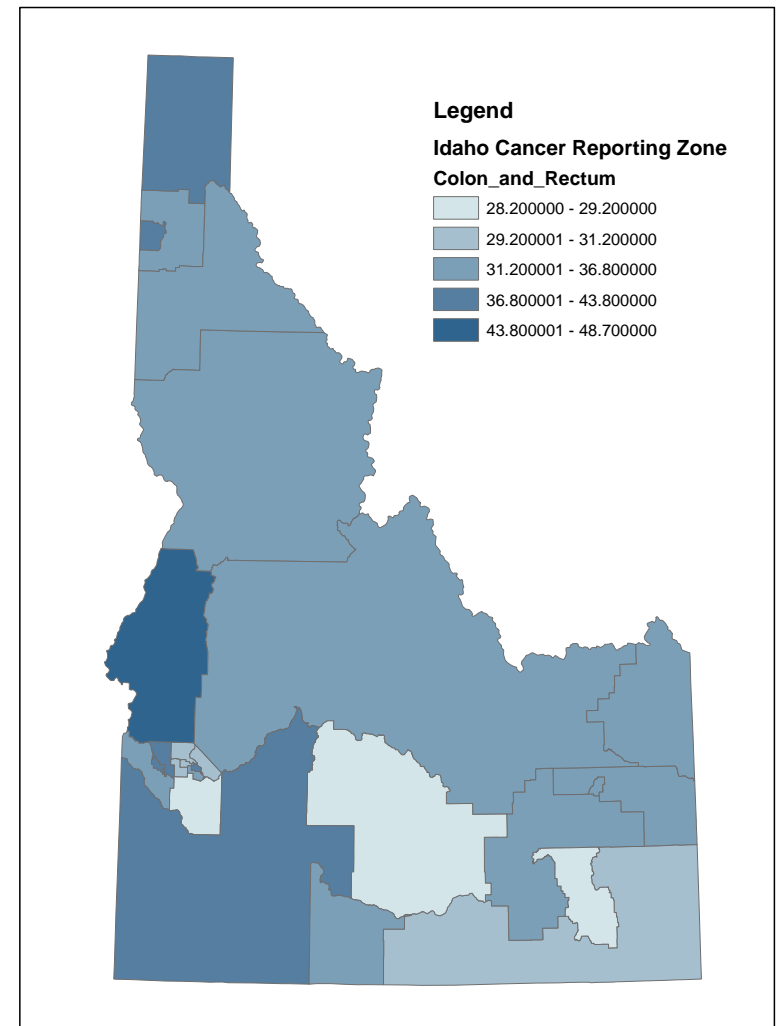 Legend
Idaho Cancer Reporting Zone
Colon_and_Rectum
28.200000 - 29.200000
29.200001 - 31.200000
31.200001 - 36.800000
36.800001 - 43.800000
43.800001 - 48.700000